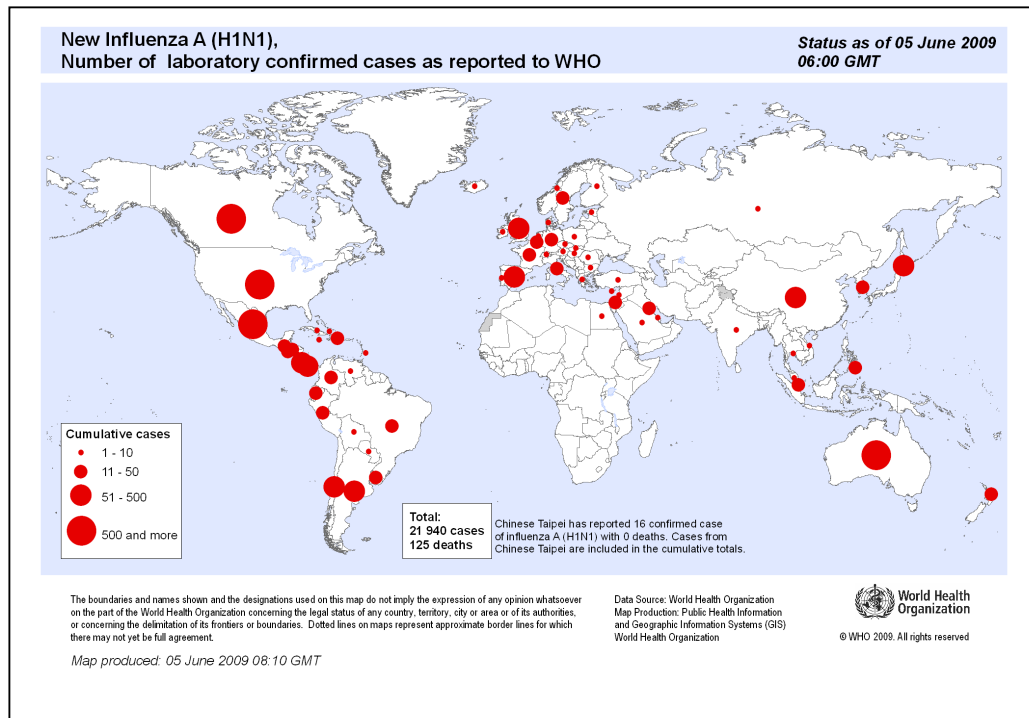 New Influenza A (H1N1),
Number of  laboratory confirmed cases as reported to WHO
Status as of 05 June 2009
06:00 GMT
Cumulative cases
1 - 10
11 - 50
51 - 500
500 and more
Total:
21 940 cases
125 deaths
Chinese Taipei has reported 16 confirmed case
of influenza A (H1N1) with 0 deaths. Cases from
Chinese Taipei are included in the cumulative totals.
The boundaries and names shown and the designations used on this map do not imply the expression of any opinion whatsoever
on the part of the World Health Organization concerning the legal status of any country, territory, city or area or of its authorities,
or concerning the delimitation of its frontiers or boundaries.  Dotted lines on maps represent approximate border lines for which
there may not yet be full agreement.
Data Source: World Health Organization
Map Production: Public Health Information
and Geographic Information Systems (GIS)
World Health Organization
World Health
Organization
© WHO 2009. All rights reserved
Map produced: 05 June 2009 08:10 GMT